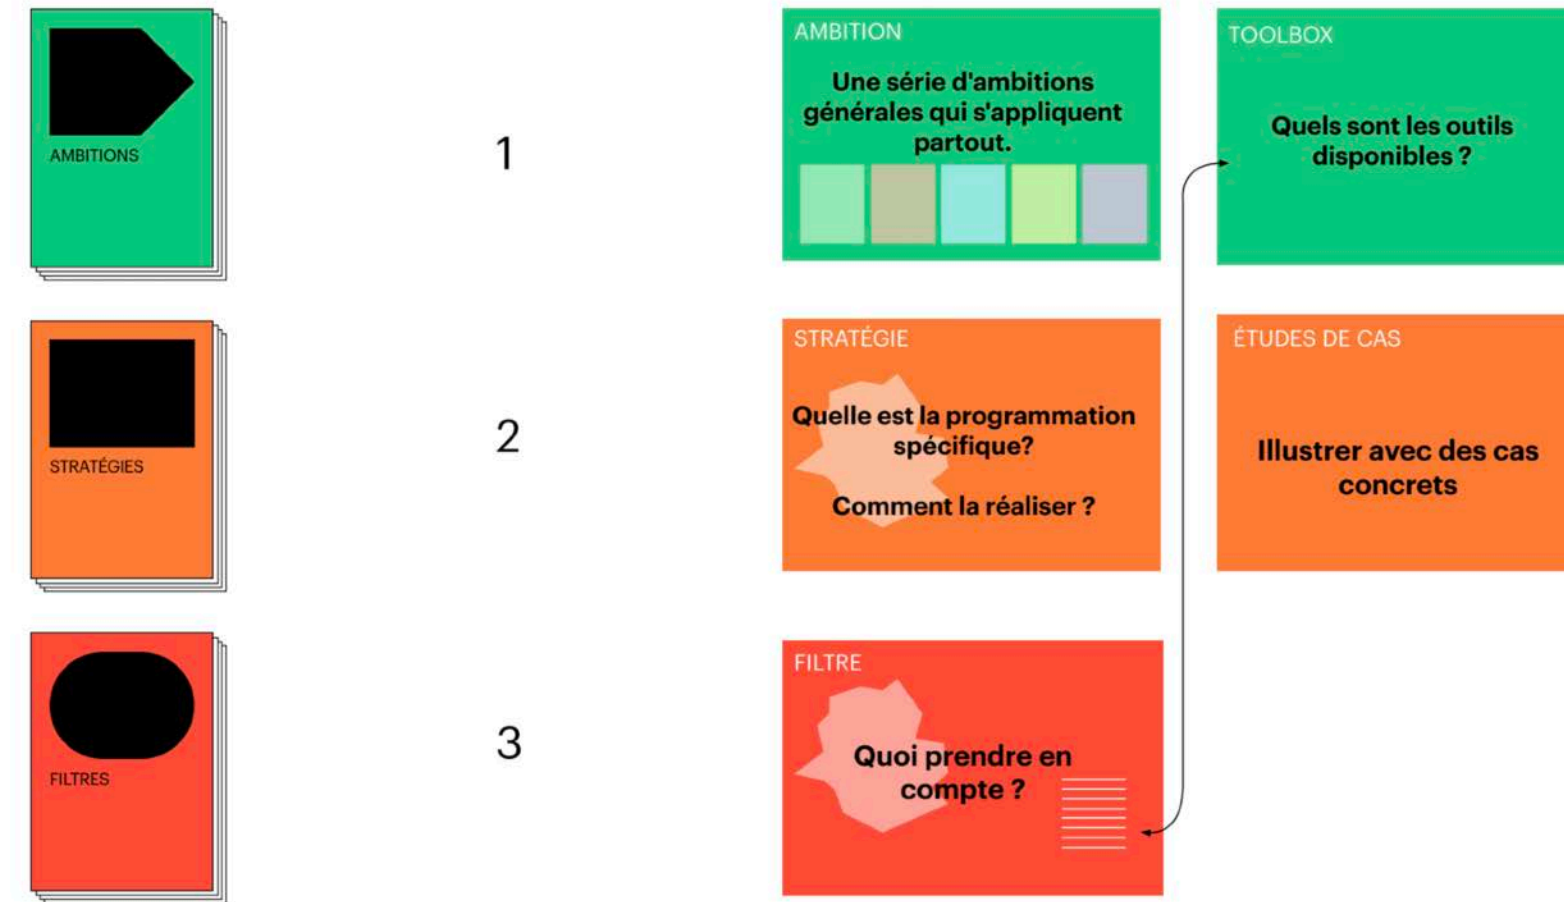 AMBITIONS
1
AMBITION
Une série d'ambitions
générales qui s'appliquent
partout.
TOOLBOX
Quels sont les outils
disponibles ?
STRATÉGIES
2
STRATÉGIE
Quelle est la programmation
spécifique?
Comment la réaliser ?
ÉTUDES DE CAS
Illustrer avec des cas
concrets
FILTRES
3
FILTRE
Quoi prendre en
compte ?